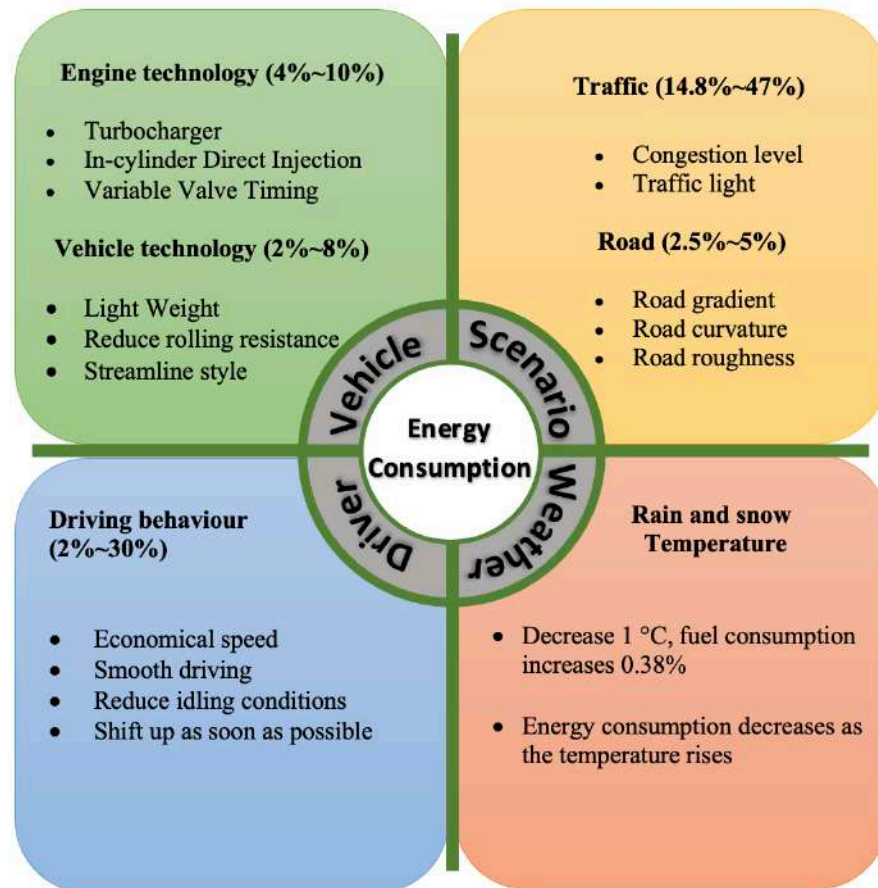 Engine technology (4%~10%)
• Turbocharger
• In-cylinder Direct Injection
• Variable Valve Timing
Vehicle technology (2%~8%)
• Light Weight
• Reduce rolling resistance
• Streamline style
Traffic (14.8%~47%)
• Congestion level
• Traffic light
Road (2.5%~5%)
• Road gradient
• Road curvature
• Road roughness
Vehicle
Scenario
Energy
Consumption
Driver
Weather
Driving behaviour
(2%~30%)
• Economical speed
• Smooth driving
• Reduce idling conditions
• Shift up as soon as possible
Rain and snow
Temperature
• Decrease 1 °C, fuel consumption
increases 0.38%
• Energy consumption decreases as
the temperature rises